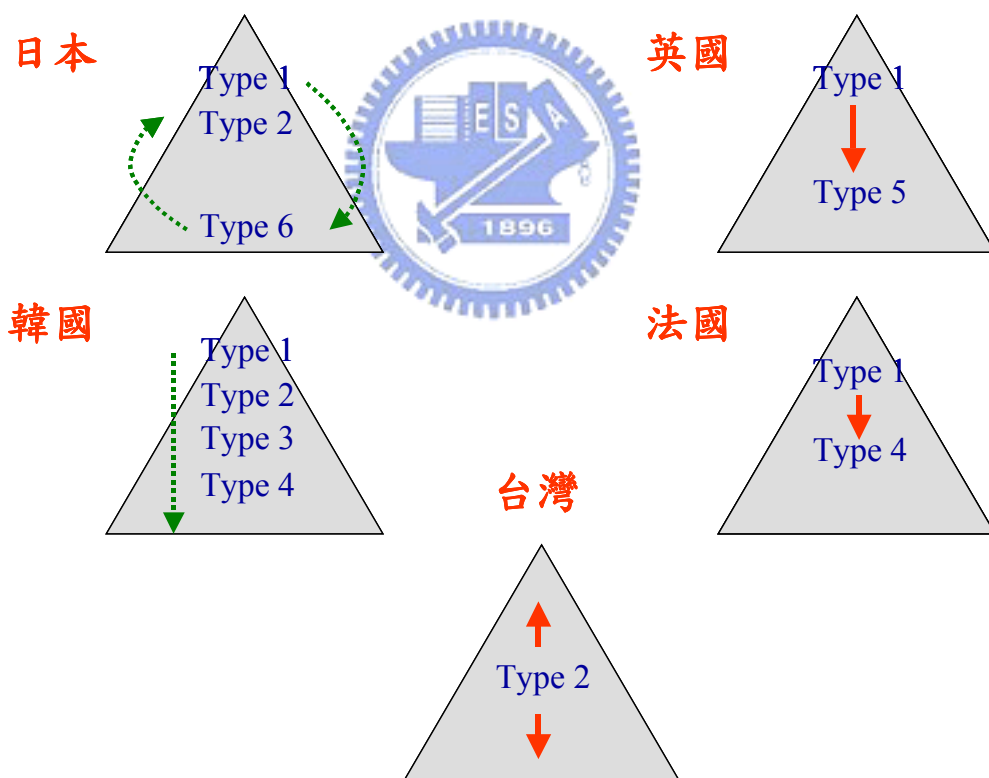 日本
Type 1
Type 2
Type 6
ESA
1896
英國
Type 1
Type 5
韓國
Type 1
Type 2
Type 3
Type 4
法國
Type 1
Type 4
台灣
Type 2